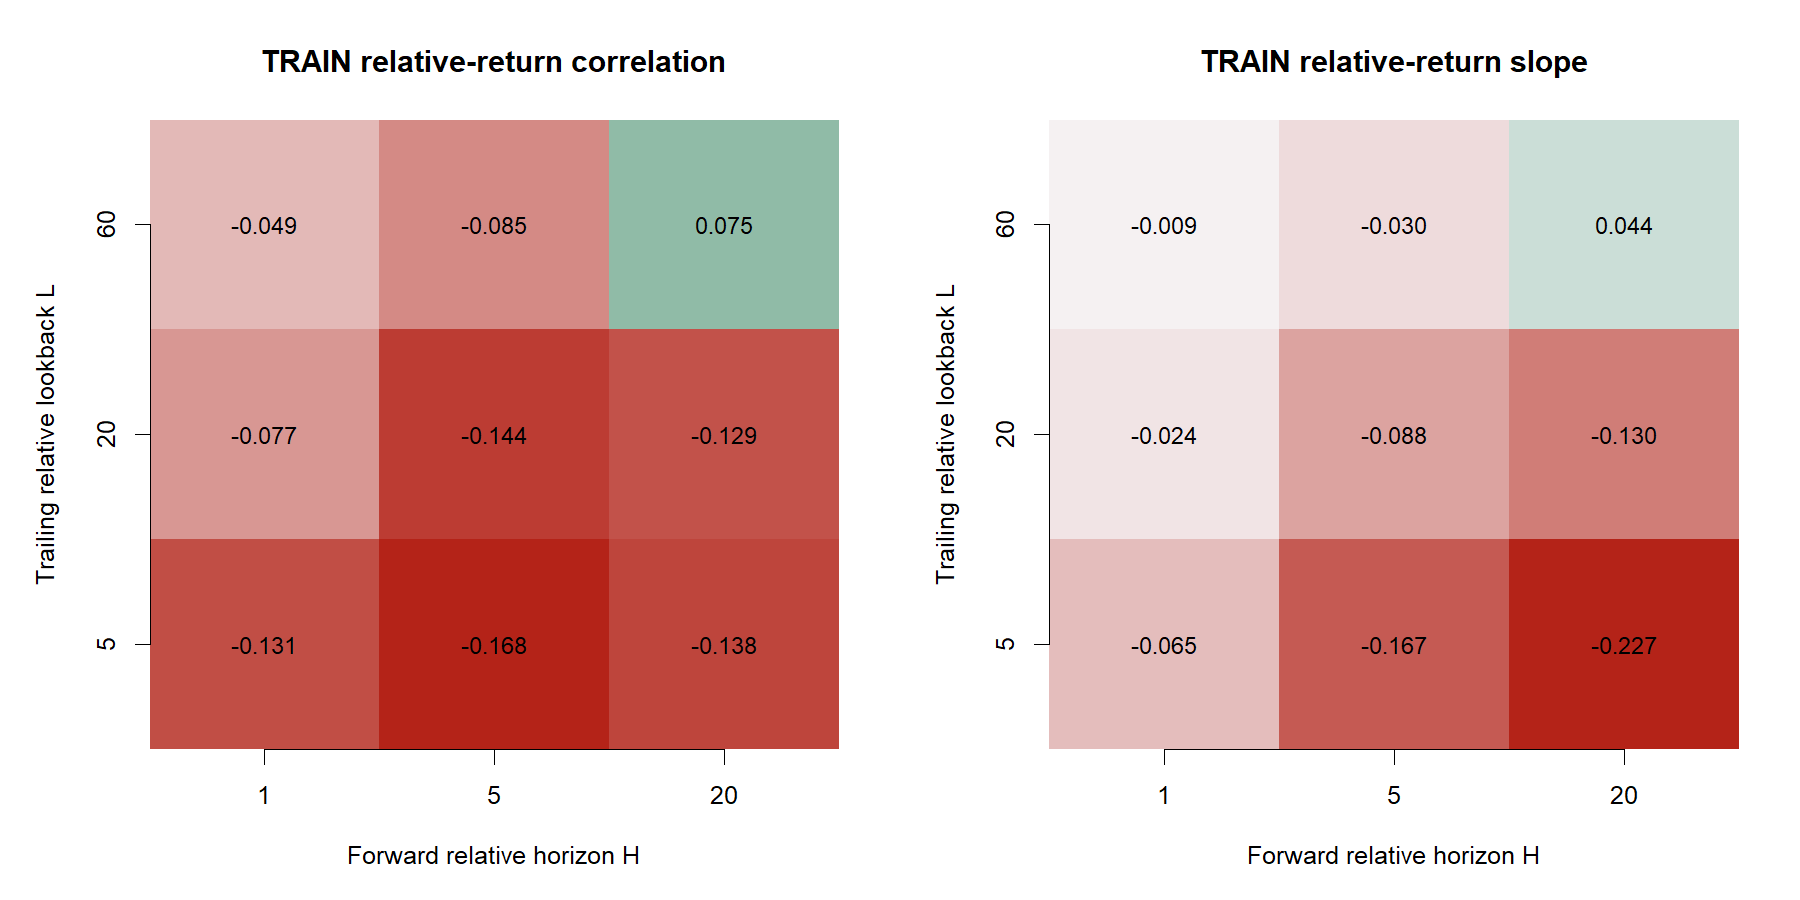 TRAIN relative-return correlation
Trailing relative lookback L
60
20
5
-0.049 -0.085 0.075
-0.077 -0.144 -0.129
-0.131 -0.168 -0.138
1 5 20
Forward relative horizon H
TRAIN relative-return slope
Trailing relative lookback L
60
20
5
-0.009 -0.030 0.044
-0.024 -0.088 -0.130
-0.065 -0.167 -0.227
1 5 20
Forward relative horizon H